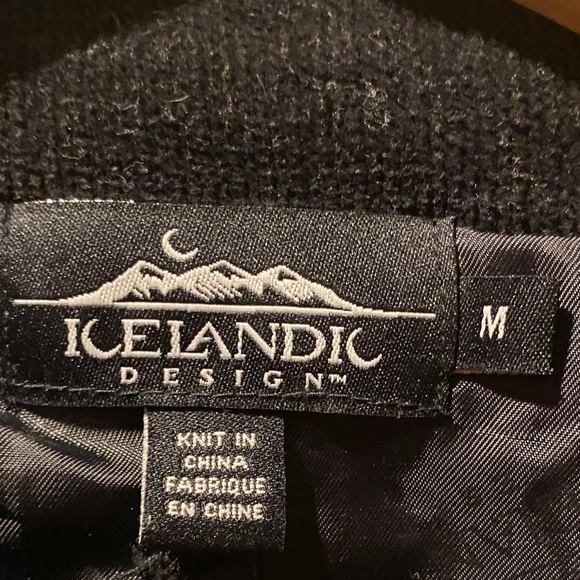 ICELANDIC
DESIGN™
M
KNIT IN
CHINA
FABRIQUE
EN CHINE